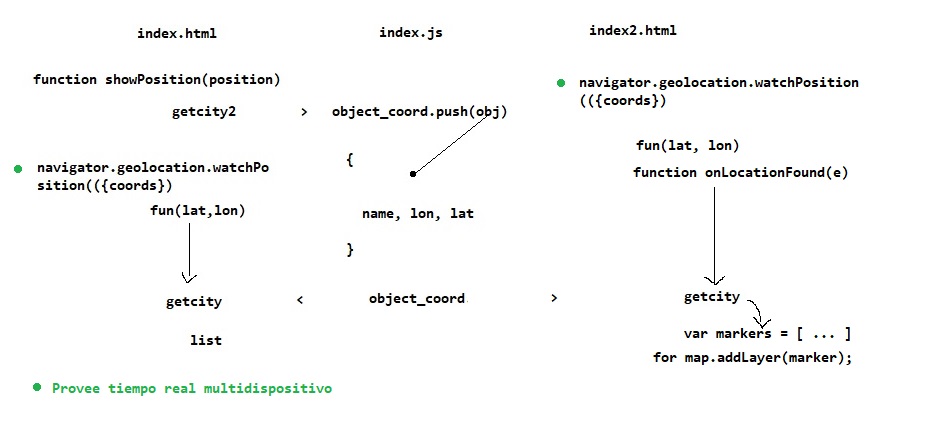 index.html
index.js
index2.html
function showPosition(position)
getcity2 > object_coord.push(obj)
navigator.geolocation.watchPosition
(({coords})
{
navigator.geolocation.watchPo
sition(({coords})
fun(lat,lon)
name, lon, lat
}
fun(lat, lon)
function onLocationFound(e)
getcity < object_coord > getcity
list
var markers = [ ... ]
for map.addLayer(marker);
Provee tiempo real multidispositivo